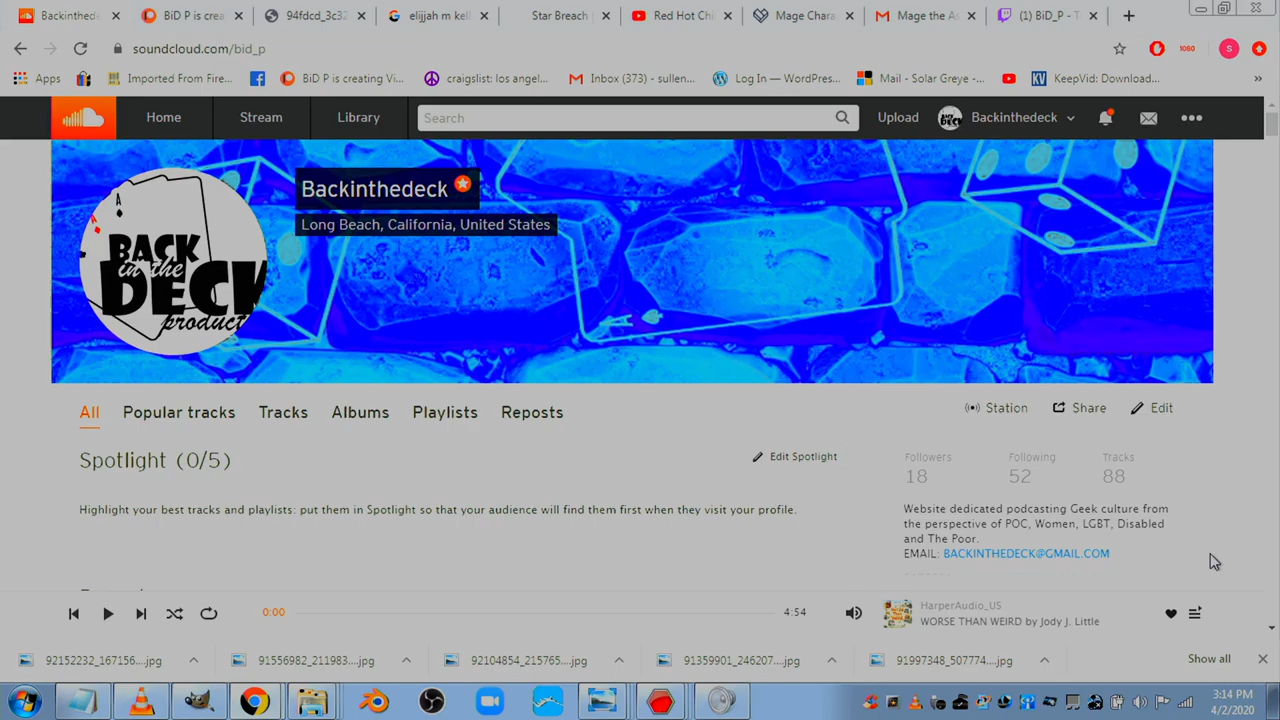 Backinthede
BiD P is crea
94fdcd_3c32
elijjah m kell
Star Breach
Red Hot Chi
Mage Chara
Mage the As
(1) BiD_P - T
soundcloud.com/bid_p
1080
S
Apps
Imported From Fire...
BiD P is creating Vi...
craigslist: los angel...
Inbox (373) - sullen...
Log In — WordPress...
Mail - Solar Greye -...
KV
KeepVid: Download...
»
Home
Stream
Library
Search
Upload
Backinthedeck
Backinthedeck
Long Beach, California, United States
A
A
BACK
in the
DECK
product
All
Popular tracks
Tracks
Albums
Playlists
Reposts
Station
Share
Edit
Spotlight (0/5)
Edit Spotlight
Followers
18
Following
52
Tracks
88
Highlight your best tracks and playlists: put them in Spotlight so that your audience will find them first when they visit your profile.
Website dedicated podcasting Geek culture from
the perspective of POC, Women, LGBT, Disabled
and The Poor.
EMAIL: BACKINTHEDECK@GMAIL.COM
0:00
4:54
HarperAudio_US
WORSE THAN WEIRD by Jody J. Little
92152232_167156....jpg
91556982_211983....jpg
92104854_215765....jpg
91359901_246207....jpg
91997348_507774....jpg
Show all
3:14 PM
4/2/2020